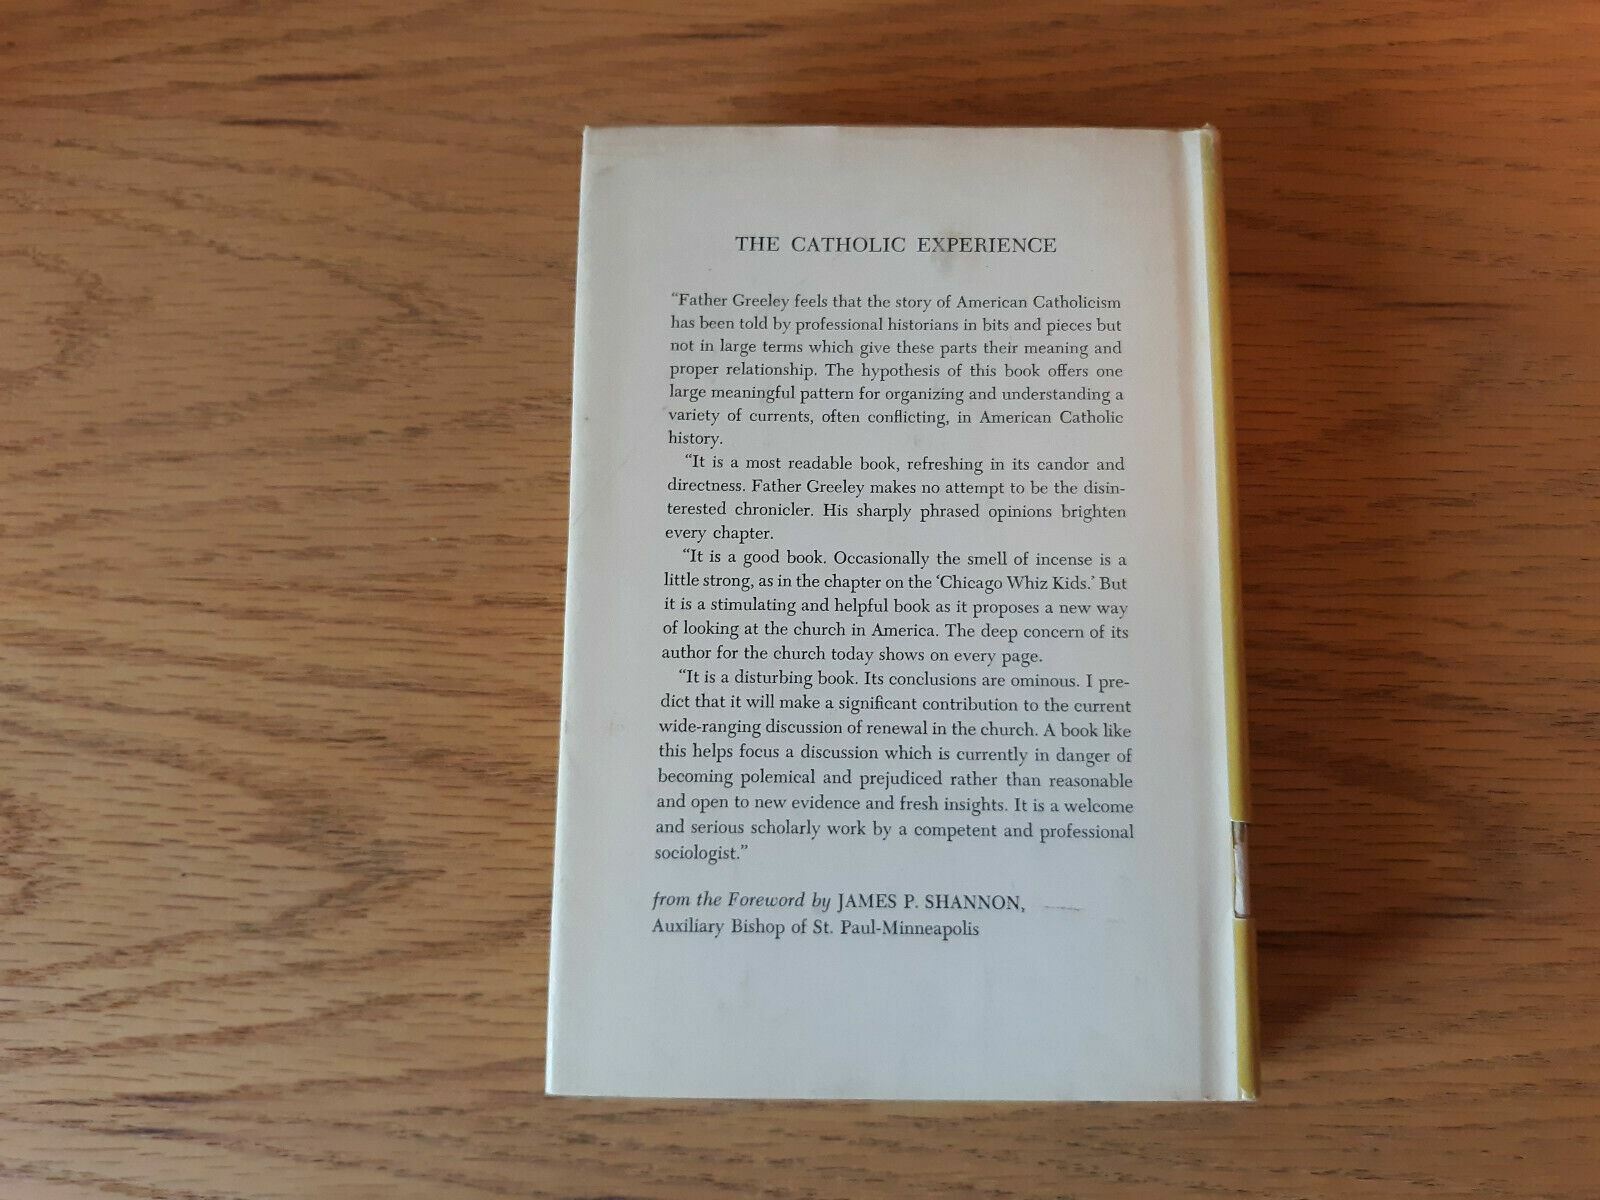 THE CATHOLIC EXPERIENCE
“Father Greeley feels that the story of American Catholicism
has been told by professional historians in bits and pieces but
not in large terms which give these parts their meaning and
proper relationship. The hypothesis of this book offers one
large meaningful pattern for organizing and understanding a
variety of currents, often conflicting, in American Catholic
history.
“It is a most readable book, refreshing in its candor and
directness. Father Greeley makes no attempt to be the disin-
terested chronicler. His sharply phrased opinions brighten
every chapter.
“It is a good book. Occasionally the smell of incense is a
little strong, as in the chapter on the ‘Chicago Whiz Kids.’ But
it is a stimulating and helpful book as it proposes a new way
of looking at the church in America. The deep concern of its
author for the church today shows on every page.
“It is a disturbing book. Its conclusions are ominous. I pre-
dict that it will make a significant contribution to the current
wide-ranging discussion of renewal in the church. A book like
this helps focus a discussion which is currently in danger of
becoming polemical and prejudiced rather than reasonable
and open to new evidence and fresh insights. It is a welcome
and serious scholarly work by a competent and professional
sociologist.”
from the Foreword by JAMES P. SHANNON,
Auxiliary Bishop of St. Paul-Minneapolis